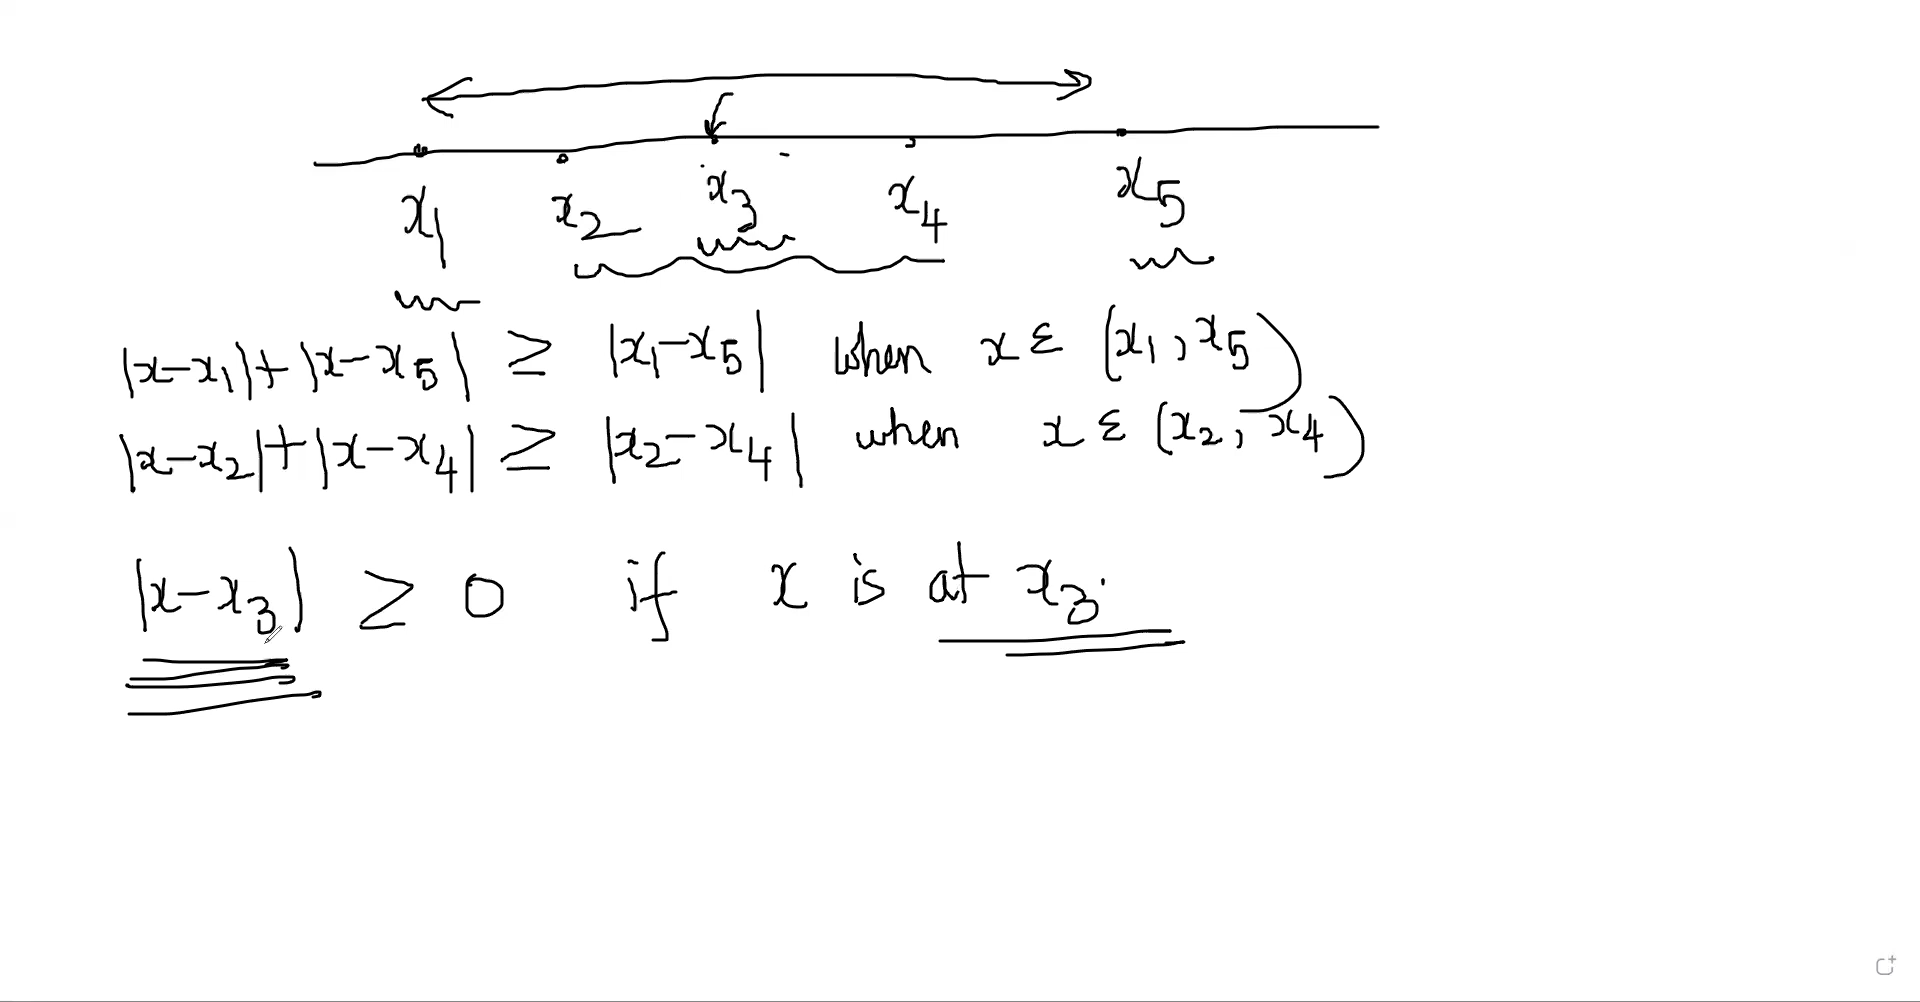 x₁ x₂ x₃ x₄ x₅
|x-x₁|+|x-x₅| ≥ |x₁-x₅| when x ε (x₁, x₅)
|x-x₂|+|x-x₄| ≥ |x₂-x₄| when x ε (x₂, x₄)
|x-x₃| ≥ 0 if x is at x₃.